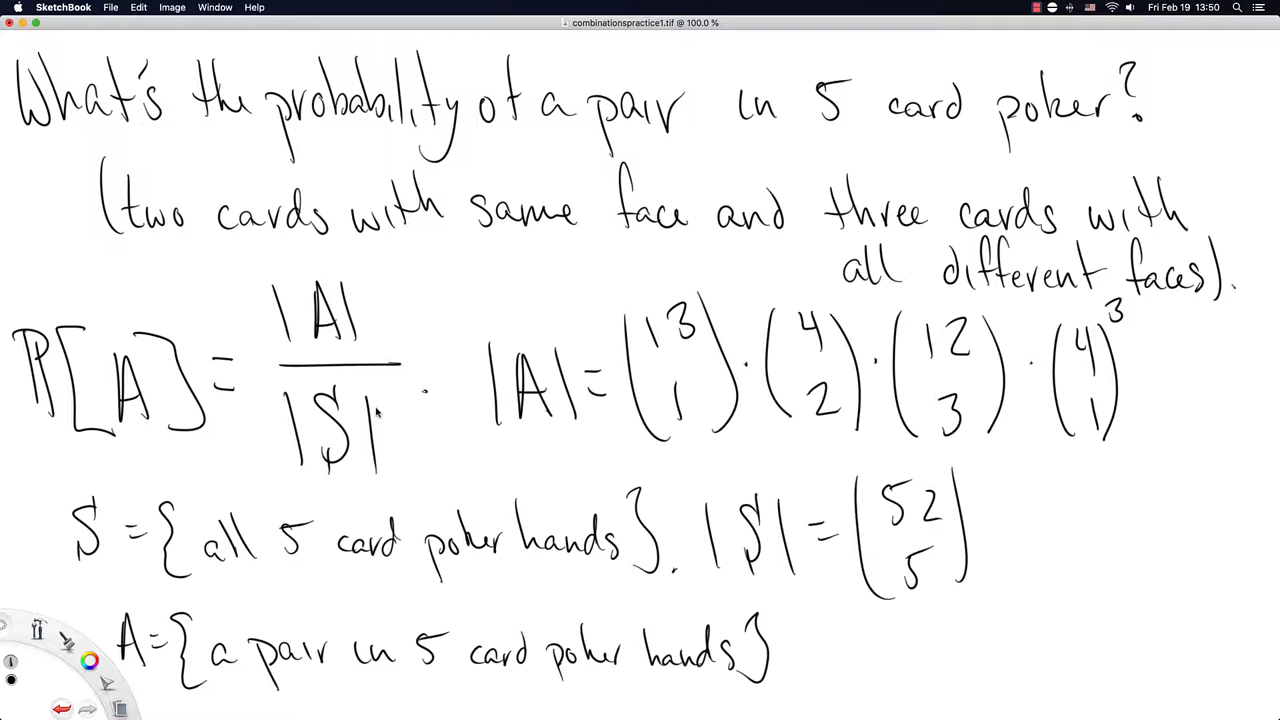 SketchBook File Edit Image Window Help Fri Feb 19 13:50
combinationspractice1.tif @ 100.0 %
What's the probability of a pair in 5 card poker?
(two cards with same face and three cards with
all different faces).
P[A] = |A| / |S| . |A| = (13 1) · (4 2) · (12 3) · (4 1)^3
S = {all 5 card poker hands}. |S| = (52 5)
A = {a pair in 5 card poker hands}